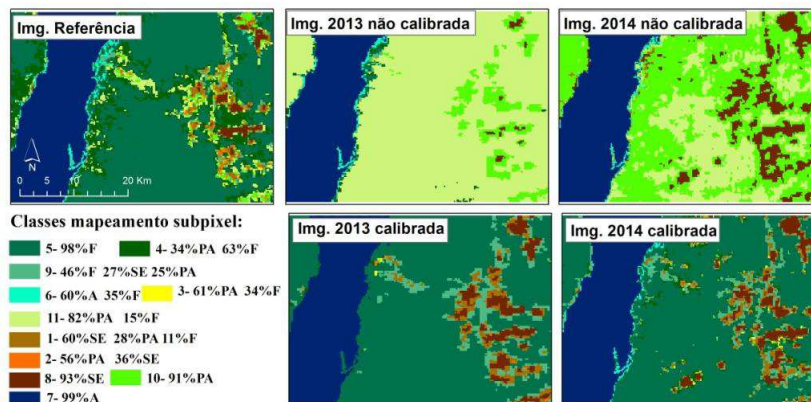 Img. Referência
Img. 2013 não calibrada
Img. 2014 não calibrada
N
0 5 10 20 Km
Classes mapeamento subpixel:
5- 98%F
4- 34%PA 63%F
9- 46%F 27%SE 25%PA
6- 60%A 35%F
3- 61%PA 34%F
11- 82%PA 15%F
1- 60%SE 28%PA 11%F
2- 56%PA 36%SE
8- 93%SE
10- 91%PA
7- 99%A
Img. 2013 calibrada
Img. 2014 calibrada